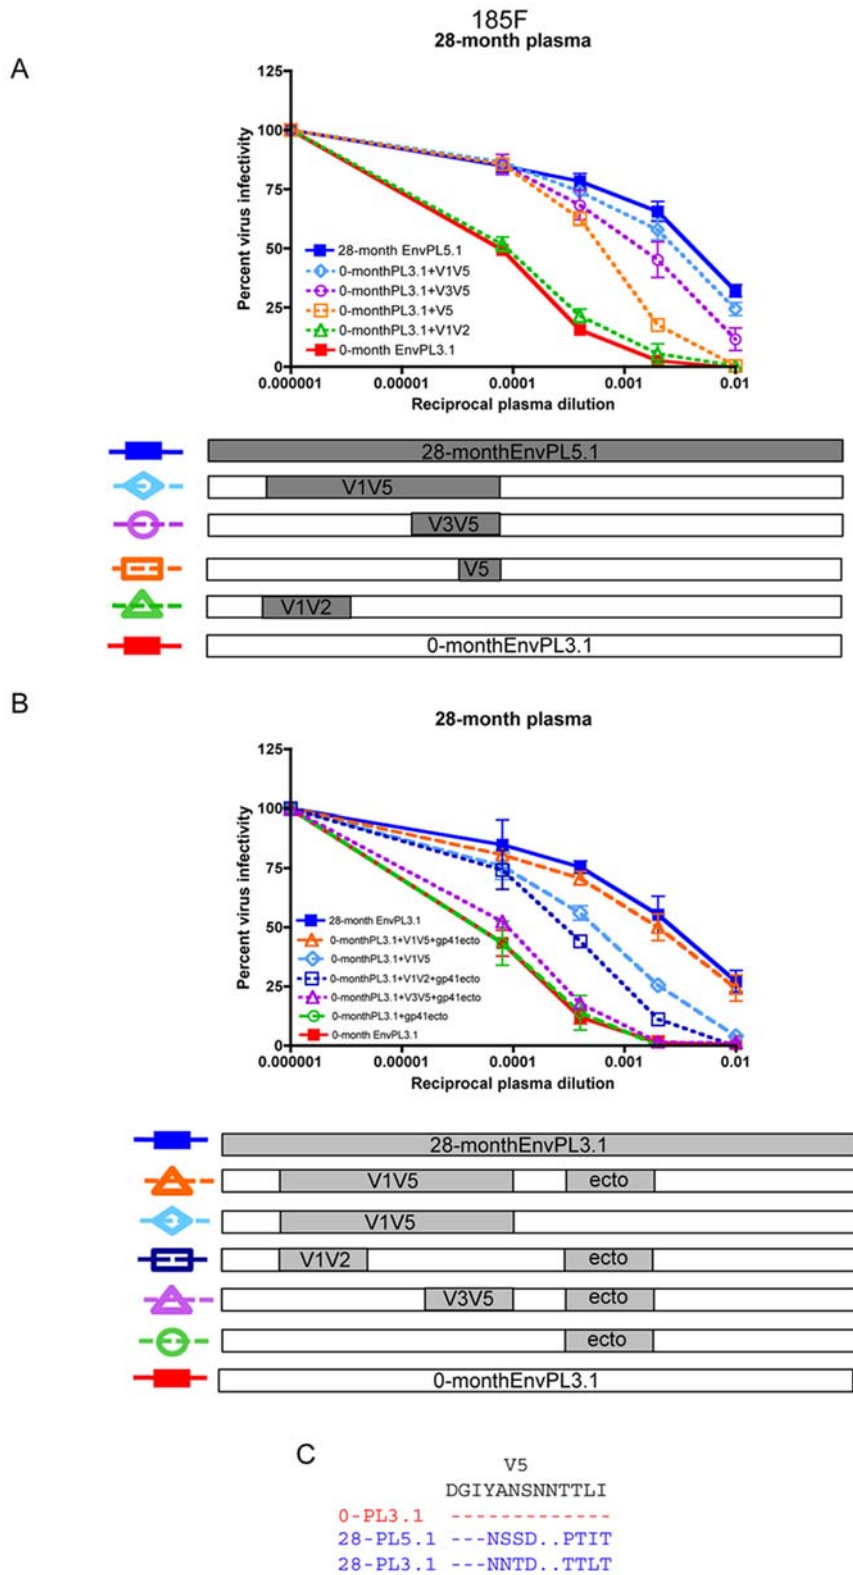 185F
28-month plasma
A
125
100
75
50
25
0
Percent virus infectivity
28-month EnvPL5.1
0-monthPL3.1+V1V5
0-monthPL3.1+V3V5
0-monthPL3.1+V5
0-monthPL3.1+V1V2
0-month EnvPL3.1
0.000001 0.00001 0.0001 0.001 0.01
Reciprocal plasma dilution
28-monthEnvPL5.1
V1V5
V3V5
V5
V1V2
0-monthEnvPL3.1
B
28-month plasma
125
100
75
50
25
0
Percent virus infectivity
28-month EnvPL3.1
0-monthPL3.1+V1V5+gp41ecto
0-monthPL3.1+V1V5
0-monthPL3.1+V1V2+gp41ecto
0-monthPL3.1+V3V5+gp41ecto
0-monthPL3.1+gp41ecto
0-month EnvPL3.1
0.000001 0.00001 0.0001 0.001 0.01
Reciprocal plasma dilution
28-monthEnvPL3.1
V1V5 ecto
V1V5
V1V2 ecto
V3V5 ecto
ecto
0-monthEnvPL3.1
C
V5
DGIYANSNNTTLI
0-PL3.1 -------------
28-PL5.1 ---NSSD..PTIT
28-PL3.1 ---NNTD..TTLT